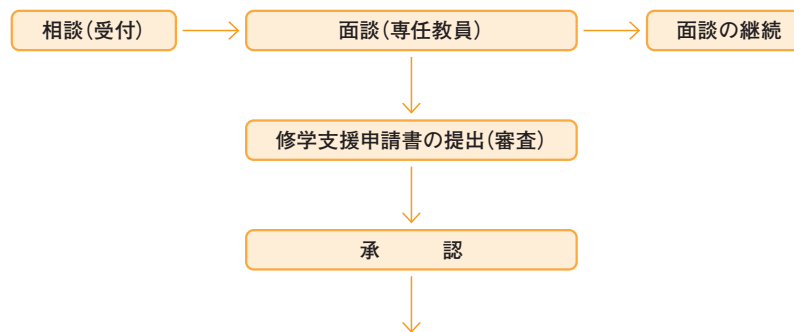 相談(受付)
面談(専任教員)
面談の継続
修学支援申請書の提出(審査)
承　　　認